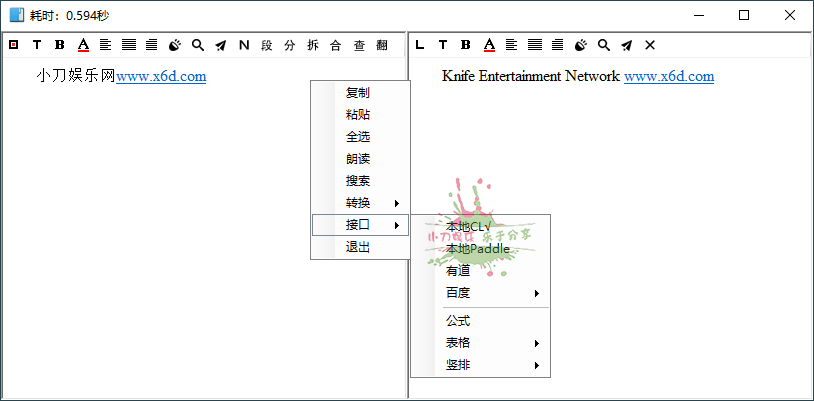 耗时：0.594秒
T B A N 段 分 拆 合 查 翻
L T B A
小刀娱乐网www.x6d.com
Knife Entertainment Network www.x6d.com
复制
粘贴
全选
朗读
搜索
转换
接口
退出
本地CL√
本地Paddle
有道
百度
公式
表格
竖排
小刀娱乐 乐于分享